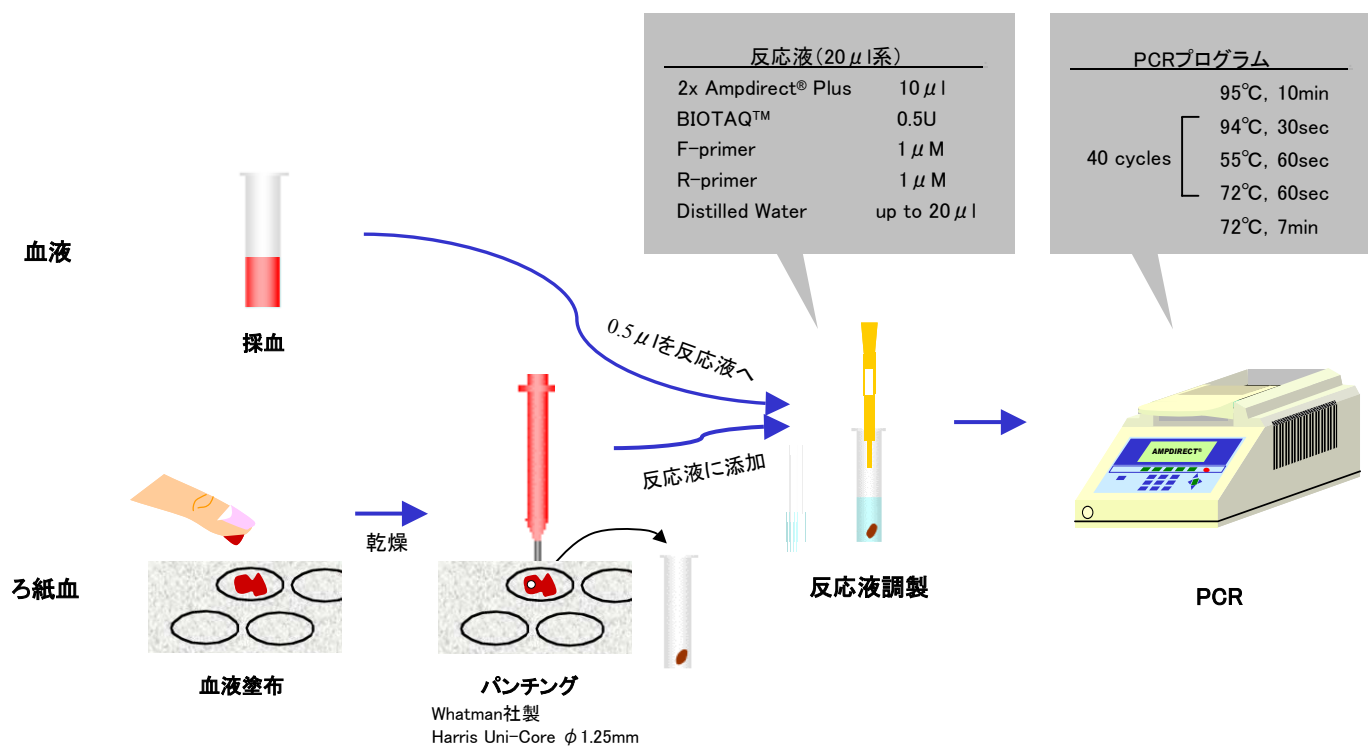 反応液(20μl系)
2x Ampdirect® Plus 10μl
BIOTAQ™ 0.5U
F-primer 1μM
R-primer 1μM
Distilled Water up to 20μl
PCRプログラム
95℃, 10min
94℃, 30sec
40 cycles 55℃, 60sec
72℃, 60sec
72℃, 7min
血液
採血
0.5μlを反応液へ
反応液に添加
AMPDIRECT®
乾燥
ろ紙血
反応液調製
PCR
血液塗布
パンチング
Whatman社製
Harris Uni-Core φ1.25mm